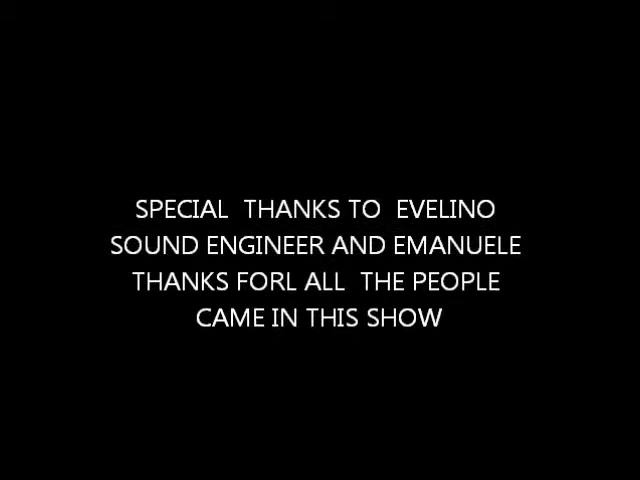 SPECIAL  THANKS TO  EVELINO
SOUND ENGINEER AND EMANUELE
THANKS FORL ALL  THE PEOPLE
CAME IN THIS SHOW